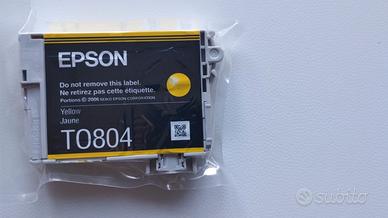 EPSON
Do not remove this label.
Ne retirez pas cette étiquette.
Portions © 2006 SEIKO EPSON CORPORATION
Yellow
Jaune
T0804
subito